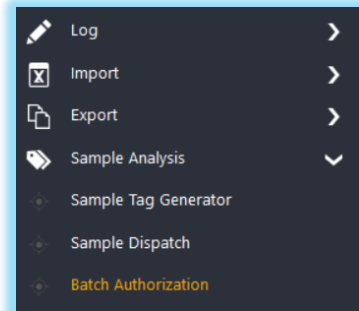 Log
Import
Export
Sample Analysis
Sample Tag Generator
Sample Dispatch
Batch Authorization